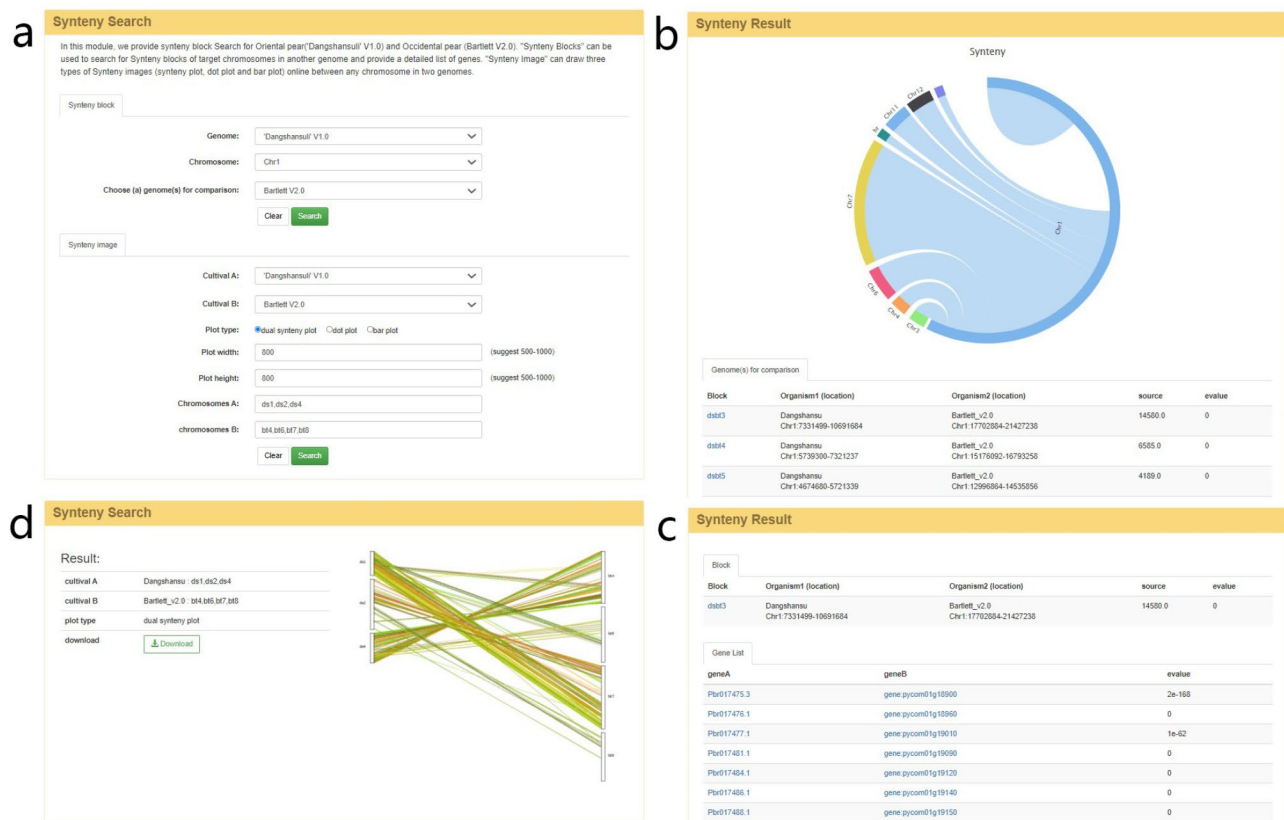 a
Synteny Search
In this module, we provide synteny block Search for Oriental pear('Dangshansuli' V1.0) and Occidental pear (Bartlett V2.0). "Synteny Blocks" can be
used to search for Synteny blocks of target chromosomes in another genome and provide a detailed list of genes. "Synteny Image" can draw three
types of Synteny images (synteny plot, dot plot and bar plot) online between any chromosome in two genomes.
Synteny block
Genome: 'Dangshansuli' V1.0
Chromosome: Chr1
Choose (a) genome(s) for comparison: Bartlett V2.0
Clear Search
Synteny image
Cultival A: 'Dangshansuli' V1.0
Cultival B: Bartlett V2.0
Plot type: dual synteny plot dot plot bar plot
Plot width: 800 (suggest 500-1000)
Plot height: 800 (suggest 500-1000)
Chromosomes A: ds1,ds2,ds4
chromosomes B: bt4,bt6,bt7,bt8
Clear Search
b
Synteny Result
Synteny
Chr12
Chr11
Chr7
Chr6
Chr4
Chr3
Chr1
Genome(s) for comparison
Block Organism1 (location) Organism2 (location) source evalue
dsbt3 Dangshansu Bartlett_v2.0 14580.0 0
Chr1:7331499-10691684 Chr1:17702884-21427238
dsbt4 Dangshansu Bartlett_v2.0 6585.0 0
Chr1:5739300-7321237 Chr1:15176092-16793258
dsbt5 Dangshansu Bartlett_v2.0 4189.0 0
Chr1:4674680-5721339 Chr1:12996864-14535856
d
Synteny Search
Result:
cultival A Dangshansu : ds1,ds2,ds4
cultival B Bartlett_v2.0 : bt4,bt6,bt7,bt8
plot type dual synteny plot
download Download
c
Synteny Result
Block
Block Organism1 (location) Organism2 (location) source evalue
dsbt3 Dangshansu Bartlett_v2.0 14580.0 0
Chr1:7331499-10691684 Chr1:17702884-21427238
Gene List
geneA geneB evalue
Pbr017475.3 gene:pycom01g18900 2e-168
Pbr017476.1 gene:pycom01g18960 0
Pbr017477.1 gene:pycom01g19010 1e-62
Pbr017481.1 gene:pycom01g19090 0
Pbr017484.1 gene:pycom01g19120 0
Pbr017486.1 gene:pycom01g19140 0
Pbr017488.1 gene:pycom01g19150 0